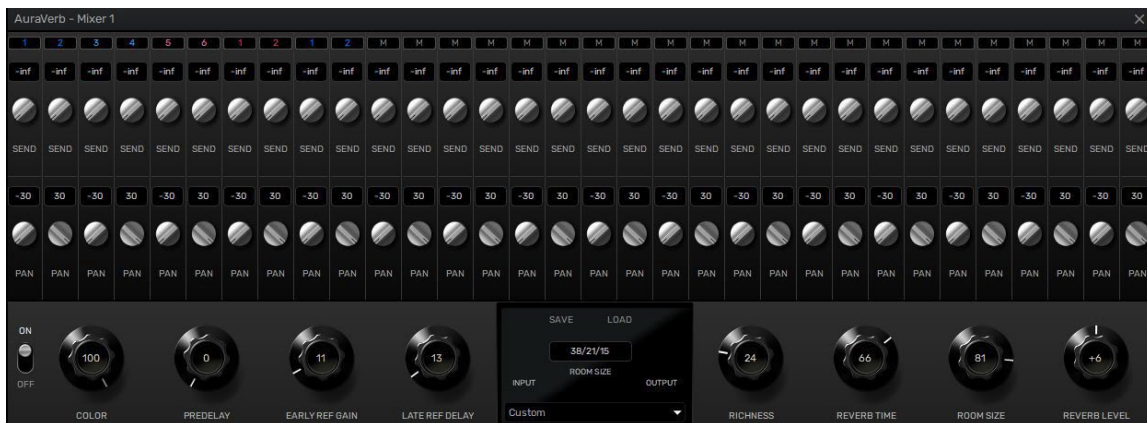 AuraVerb - Mixer 1
1 2 3 4 5 6 1 2 1 2 M M M M M M M M M M M M M M M M M M M M M M
-inf -inf -inf -inf -inf -inf -inf -inf -inf -inf -inf -inf -inf -inf -inf -inf -inf -inf -inf -inf -inf -inf -inf -inf -inf -inf -inf -inf -inf -inf -inf -inf
SEND SEND SEND SEND SEND SEND SEND SEND SEND SEND SEND SEND SEND SEND SEND SEND SEND SEND SEND SEND SEND SEND SEND SEND SEND SEND SEND SEND SEND SEND SEND SEND
-30 30 -30 30 -30 0 -30 30 -30 30 -30 30 -30 30 -30 30 -30 30 -30 30 -30 30 -30 30 -30 30 -30 30 -30 30 -30 30
PAN PAN PAN PAN PAN PAN PAN PAN PAN PAN PAN PAN PAN PAN PAN PAN PAN PAN PAN PAN PAN PAN PAN PAN PAN PAN PAN PAN PAN PAN PAN PAN
ON
OFF
100
COLOR
0
PREDELAY
11
EARLY REF GAIN
13
LATE REF DELAY
SAVE LOAD
38/21/15
ROOM SIZE
INPUT OUTPUT
Custom
24
RICHNESS
66
REVERB TIME
81
ROOM SIZE
+6
REVERB LEVEL